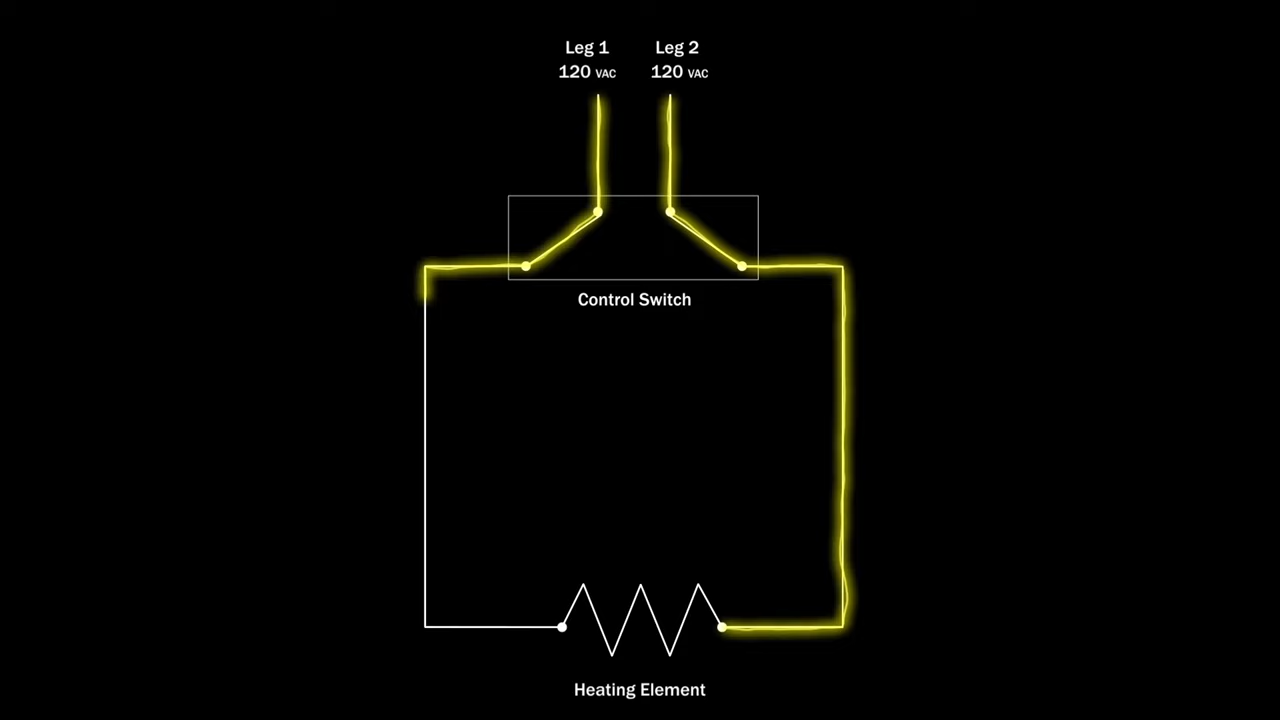 Leg 1
120 VAC
Leg 2
120 VAC
Control Switch
Heating Element